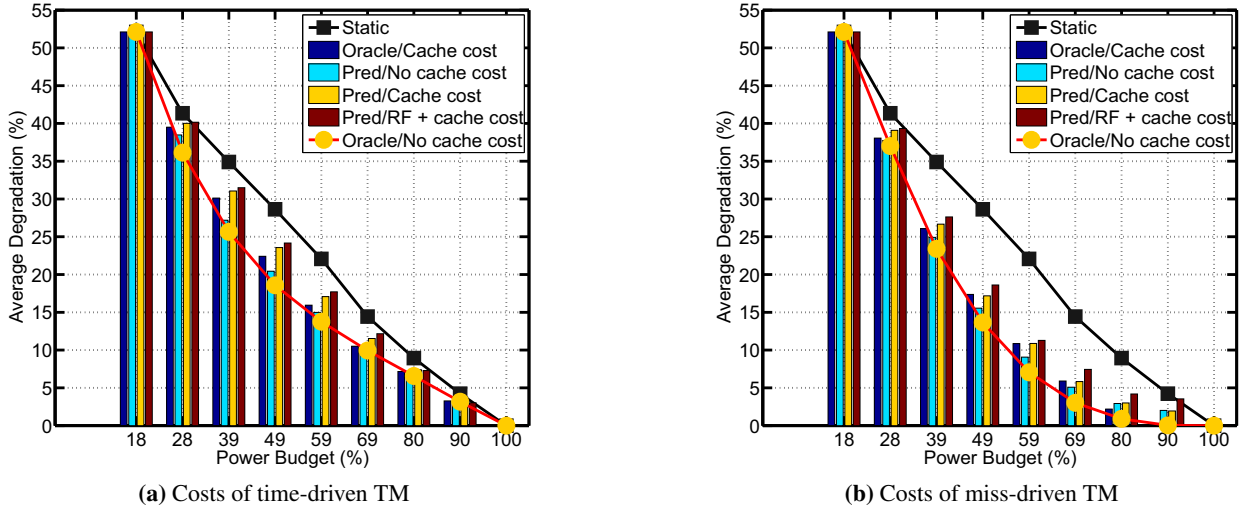 55
50
45
40
35
30
25
20
15
10
5
0
Average Degradation (%)
Static
Oracle/Cache cost
Pred/No cache cost
Pred/Cache cost
Pred/RF + cache cost
Oracle/No cache cost
18 28 39 49 59 69 80 90 100
Power Budget (%)
(a) Costs of time-driven TM
55
50
45
40
35
30
25
20
15
10
5
0
Average Degradation (%)
Static
Oracle/Cache cost
Pred/No cache cost
Pred/Cache cost
Pred/RF + cache cost
Oracle/No cache cost
18 28 39 49 59 69 80 90 100
Power Budget (%)
(b) Costs of miss-driven TM